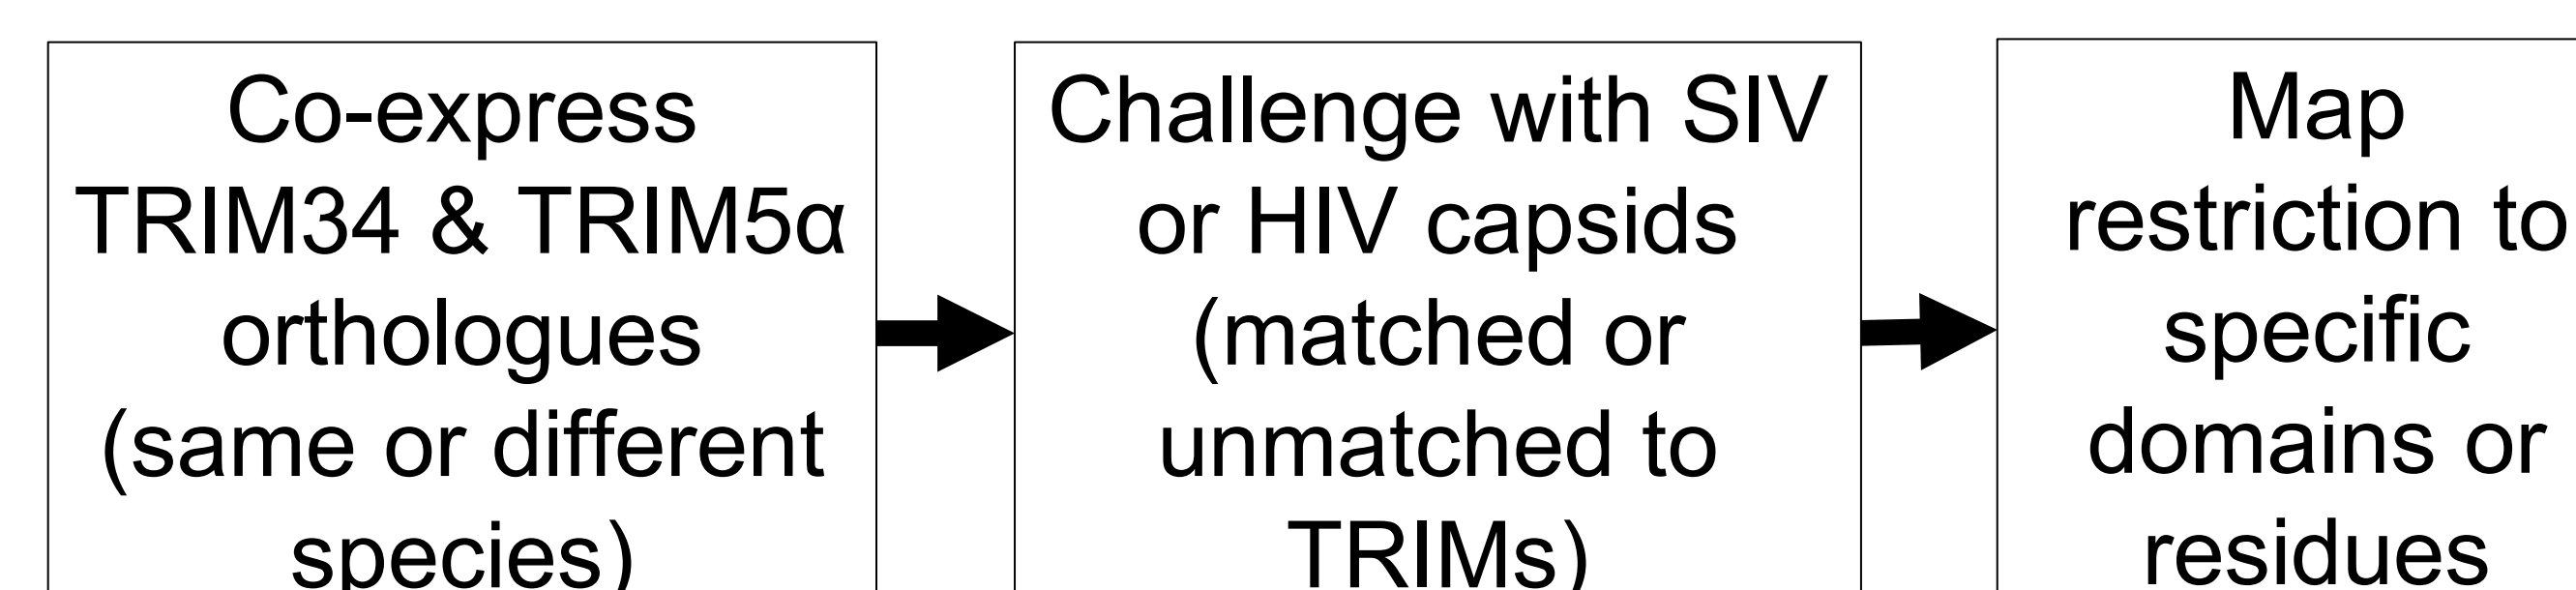 Co-express
TRIM34 & TRIM5α
orthologues
(same or different
species)
Challenge with SIV
or HIV capsids
(matched or
unmatched to
TRIMs)
Map
restriction to
specific
domains or
residues